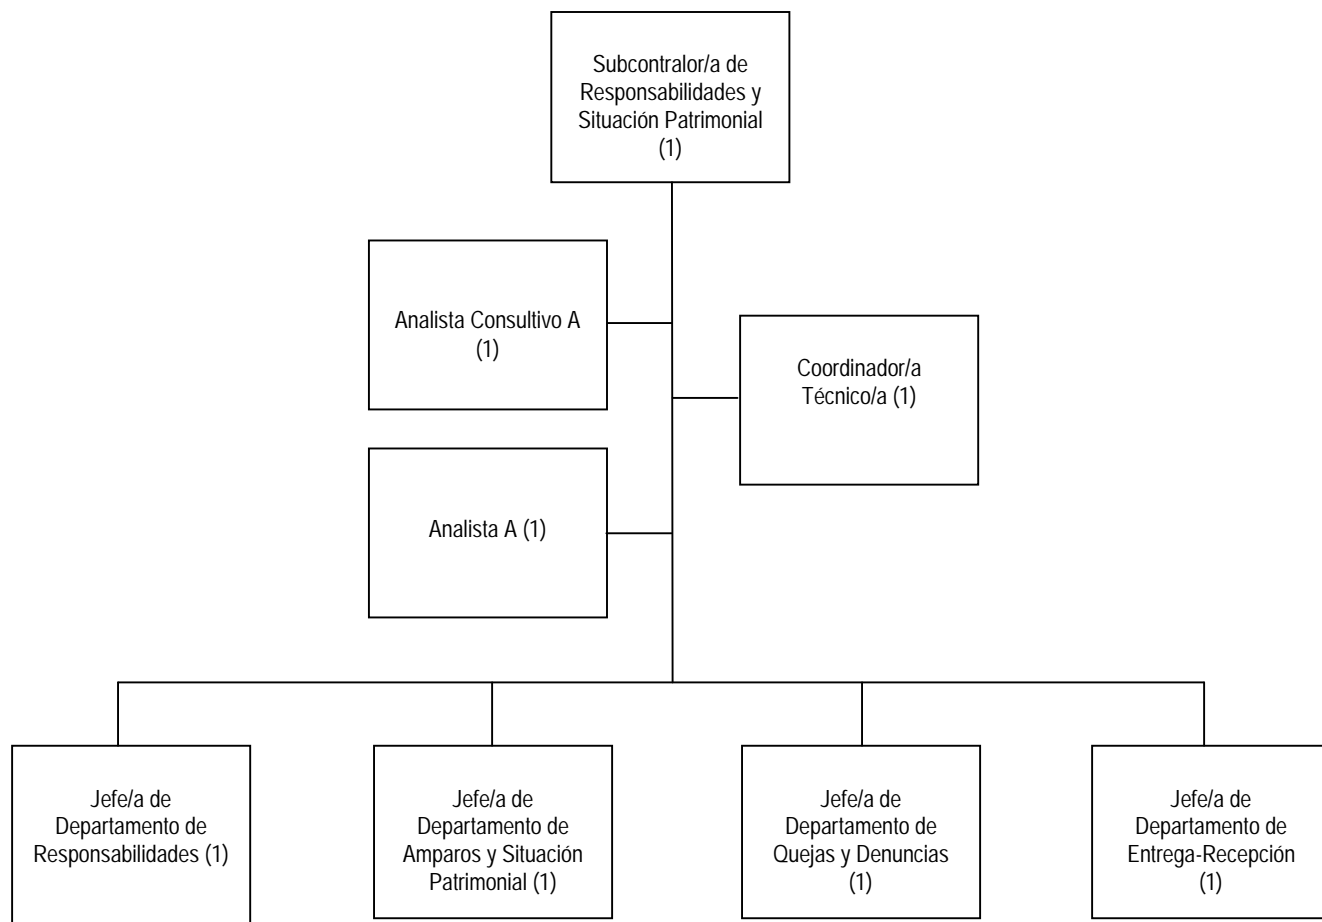 Subcontralor/a de
Responsabilidades y
Situación Patrimonial
(1)
Analista Consultivo A
(1)
Coordinador/a
Técnico/a (1)
Analista A (1)
Jefe/a de
Departamento de
Responsabilidades (1)
Jefe/a de
Departamento de
Amparos y Situación
Patrimonial (1)
Jefe/a de
Departamento de
Quejas y Denuncias
(1)
Jefe/a de
Departamento de
Entrega-Recepción
(1)